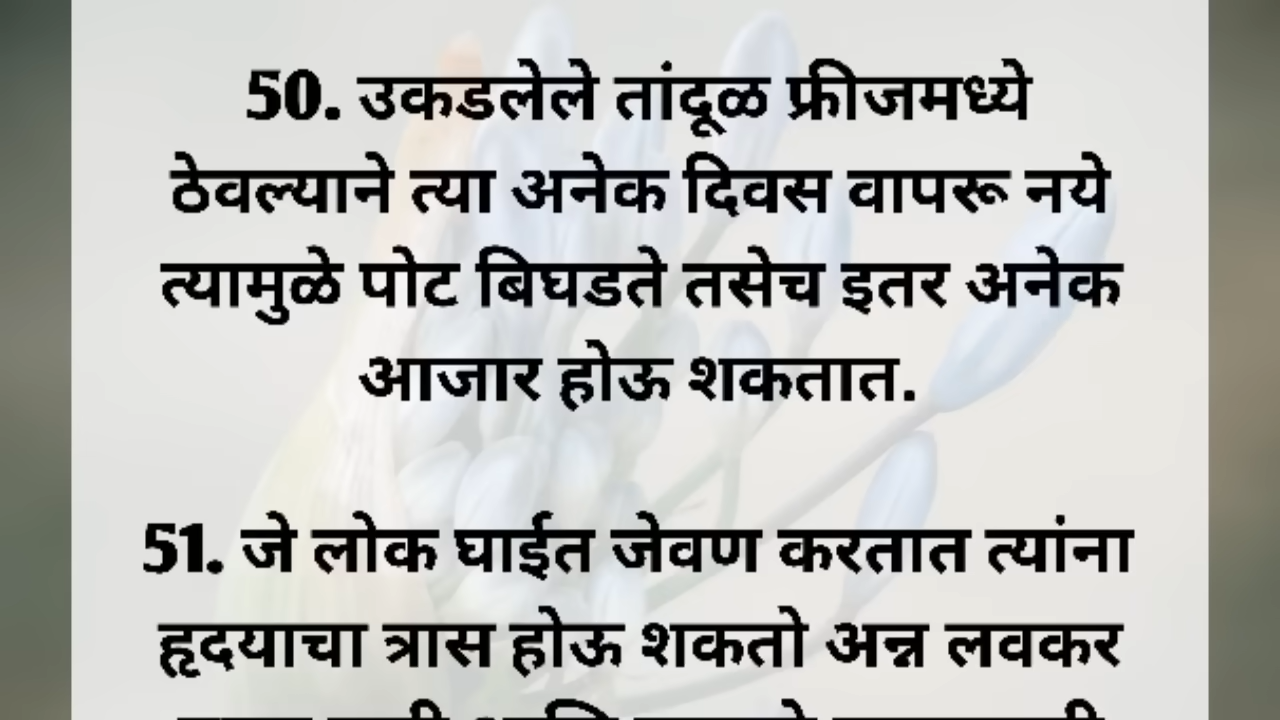 50. उकडलेले तांदूळ फ्रीजमध्ये
ठेवल्याने त्या अनेक दिवस वापरू नये
त्यामुळे पोट बिघडते तसेच इतर अनेक
आजार होऊ शकतात.
51. जे लोक घाईत जेवण करतात त्यांना
हृदयाचा त्रास होऊ शकतो अन्न लवकर